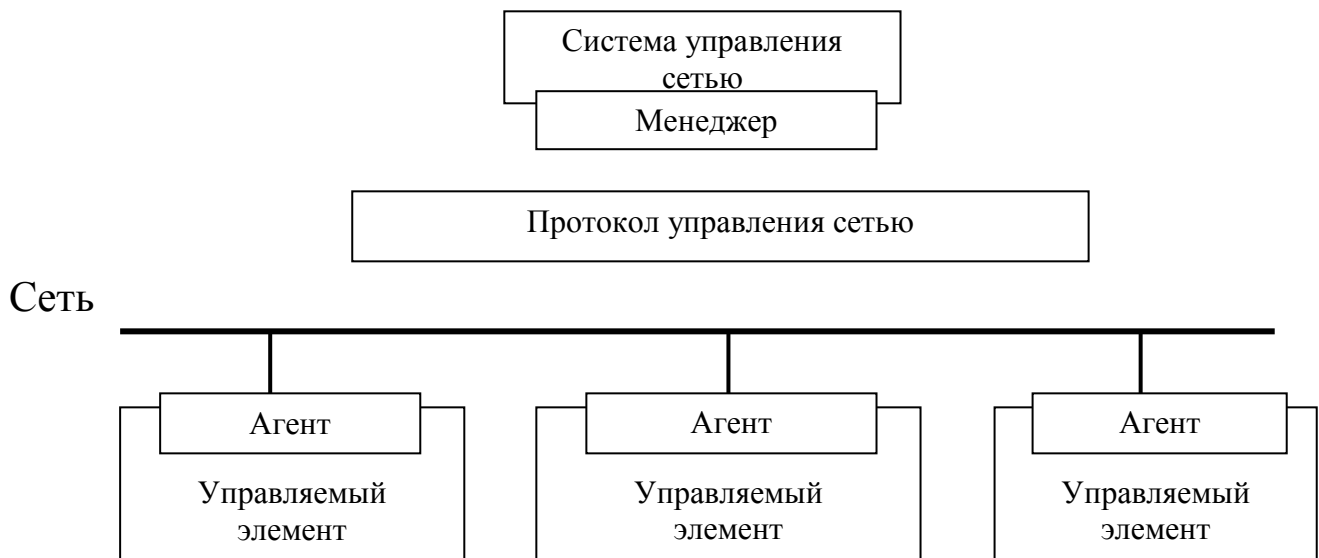 Система управления
сетью
Менеджер
Протокол управления сетью
Сеть
Агент
Агент
Агент
Управляемый
элемент
Управляемый
элемент
Управляемый
элемент